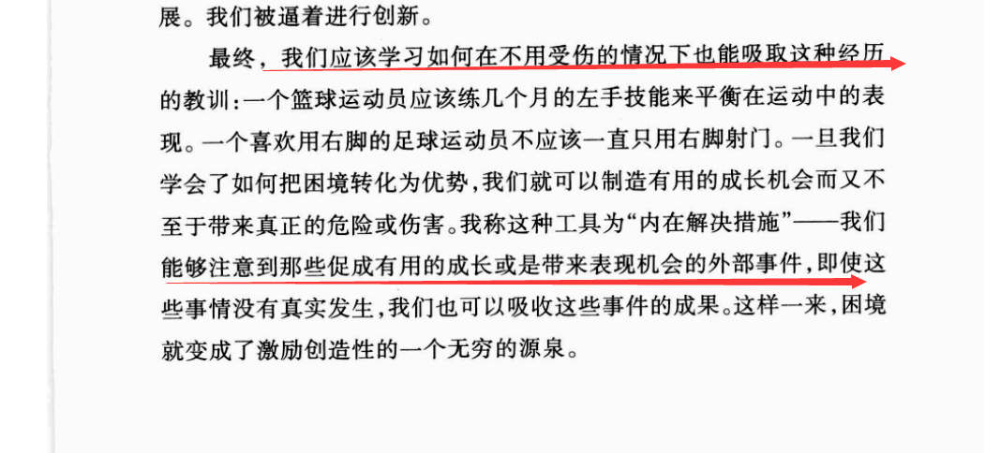 展。我们被逼着进行创新。
最终，我们应该学习如何在不用受伤的情况下也能吸取这种经历
的教训：一个篮球运动员应该练几个月的左手技能来平衡在运动中的表
现。一个喜欢用右脚的足球运动员不应该一直只用右脚射门。一旦我们
学会了如何把困境转化为优势，我们就可以制造有用的成长机会而又不
至于带来真正的危险或伤害。我称这种工具为“内在解决措施”——我们
能够注意到那些促成有用的成长或是带来表现机会的外部事件，即使这
些事情没有真实发生，我们也可以吸收这些事件的成果。这样一来，困境
就变成了激励创造性的一个无穷的源泉。